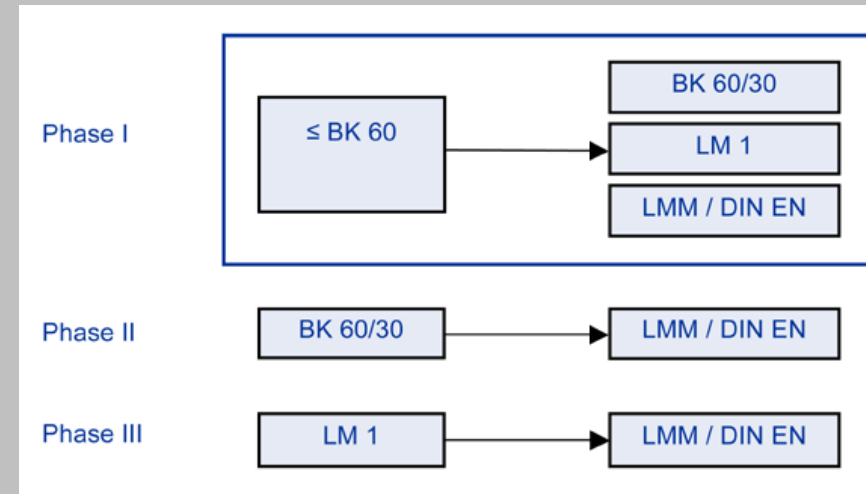 Phase I
≤ BK 60
BK 60/30
LM 1
LMM / DIN EN
Phase II
BK 60/30
LMM / DIN EN
Phase III
LM 1
LMM / DIN EN